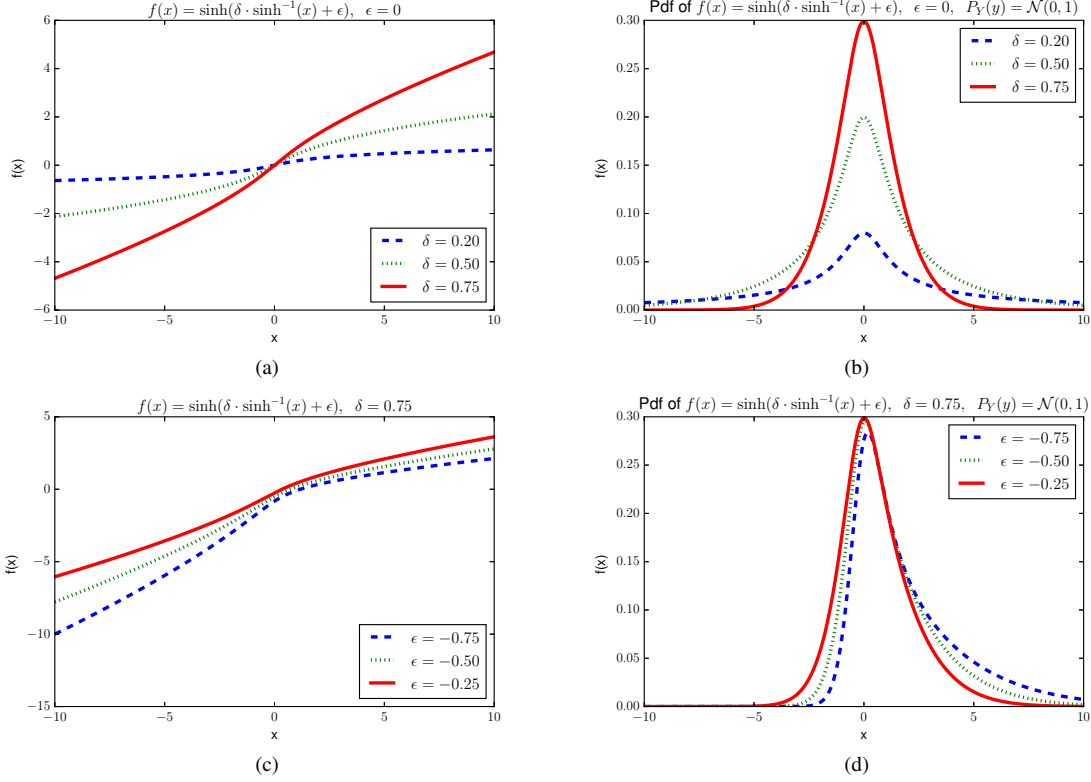 f(x) = sinh(δ · sinh⁻¹(x) + ϵ), ϵ = 0
6
4
2
0
−2
−4
−6
f(x)
δ = 0.20
δ = 0.50
δ = 0.75
−10 −5 0 5 10
x
(a)
Pdf of f(x) = sinh(δ · sinh⁻¹(x) + ϵ), ϵ = 0, P_Y(y) = 𝒩(0, 1)
0.30
0.25
0.20
0.15
0.10
0.05
0.00
f(x)
δ = 0.20
δ = 0.50
δ = 0.75
−10 −5 0 5 10
x
(b)
f(x) = sinh(δ · sinh⁻¹(x) + ϵ), δ = 0.75
5
0
−5
−10
−15
f(x)
ϵ = −0.75
ϵ = −0.50
ϵ = −0.25
−10 −5 0 5 10
x
(c)
Pdf of f(x) = sinh(δ · sinh⁻¹(x) + ϵ), δ = 0.75, P_Y(y) = 𝒩(0, 1)
0.30
0.25
0.20
0.15
0.10
0.05
0.00
f(x)
ϵ = −0.75
ϵ = −0.50
ϵ = −0.25
−10 −5 0 5 10
x
(d)